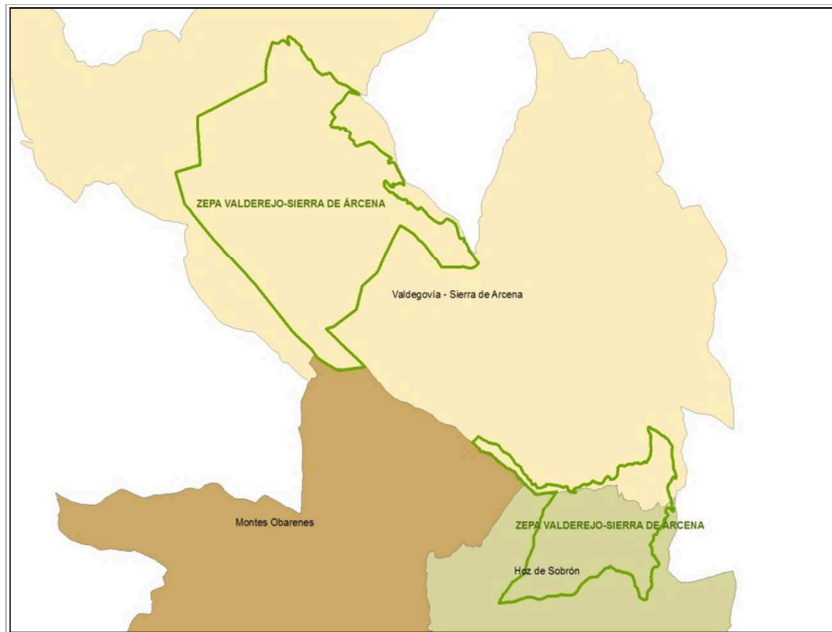 ZEPA VALDEREJO-SIERRA DE ÁRCENA
Valdegovía - Sierra de Arcena
Montes Obarenes
ZEPA VALDEREJO-SIERRA DE ÁRCENA
Hoz de Sobrón